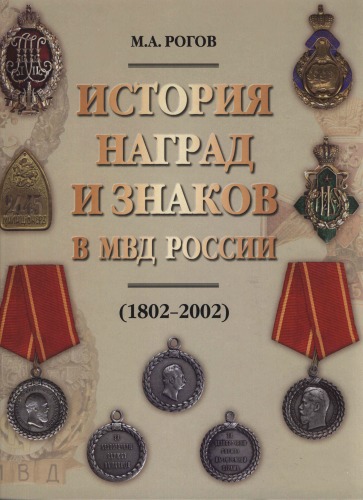 М.А. РОГОВ
ИСТОРИЯ
НАГРАД
И ЗНАКОВ
В МВД РОССИИ
(1802-2002)